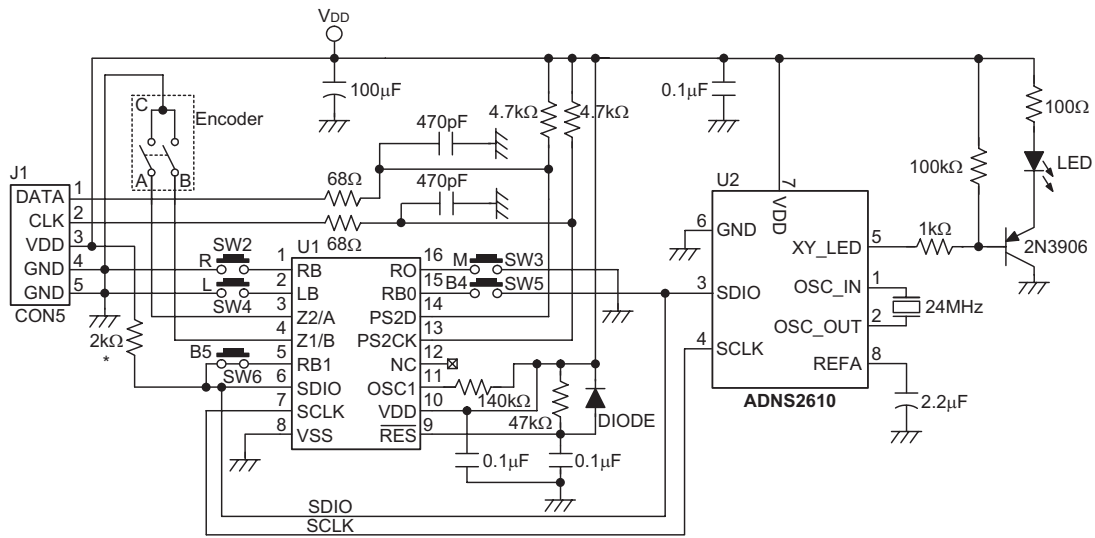 VDD
100µF
0.1µF
100Ω
4.7kΩ
4.7kΩ
C
Encoder
470pF
A
B
J1
DATA
1
CLK
2
VDD
3
GND
4
GND
5
CON5
68Ω
470pF
68Ω
100kΩ
LED
U2
7
VDD
6
GND
XY_LED
5
1kΩ
2N3906
3
SDIO
OSC_IN
1
24MHz
OSC_OUT
2
4
SCLK
REFA
8
2.2µF
ADNS2610
U1
R
SW2
1
RB
L
SW4
2
LB
3
Z2/A
4
Z1/B
B5
SW6
5
RB1
6
SDIO
7
SCLK
8
VSS
2kΩ
*
RO
16
M
SW3
RB0
15
B4
SW5
PS2D
14
PS2CK
13
NC
12
OSC1
11
140kΩ
VDD
10
47kΩ
DIODE
RES
9
0.1µF
0.1µF
SDIO
SCLK